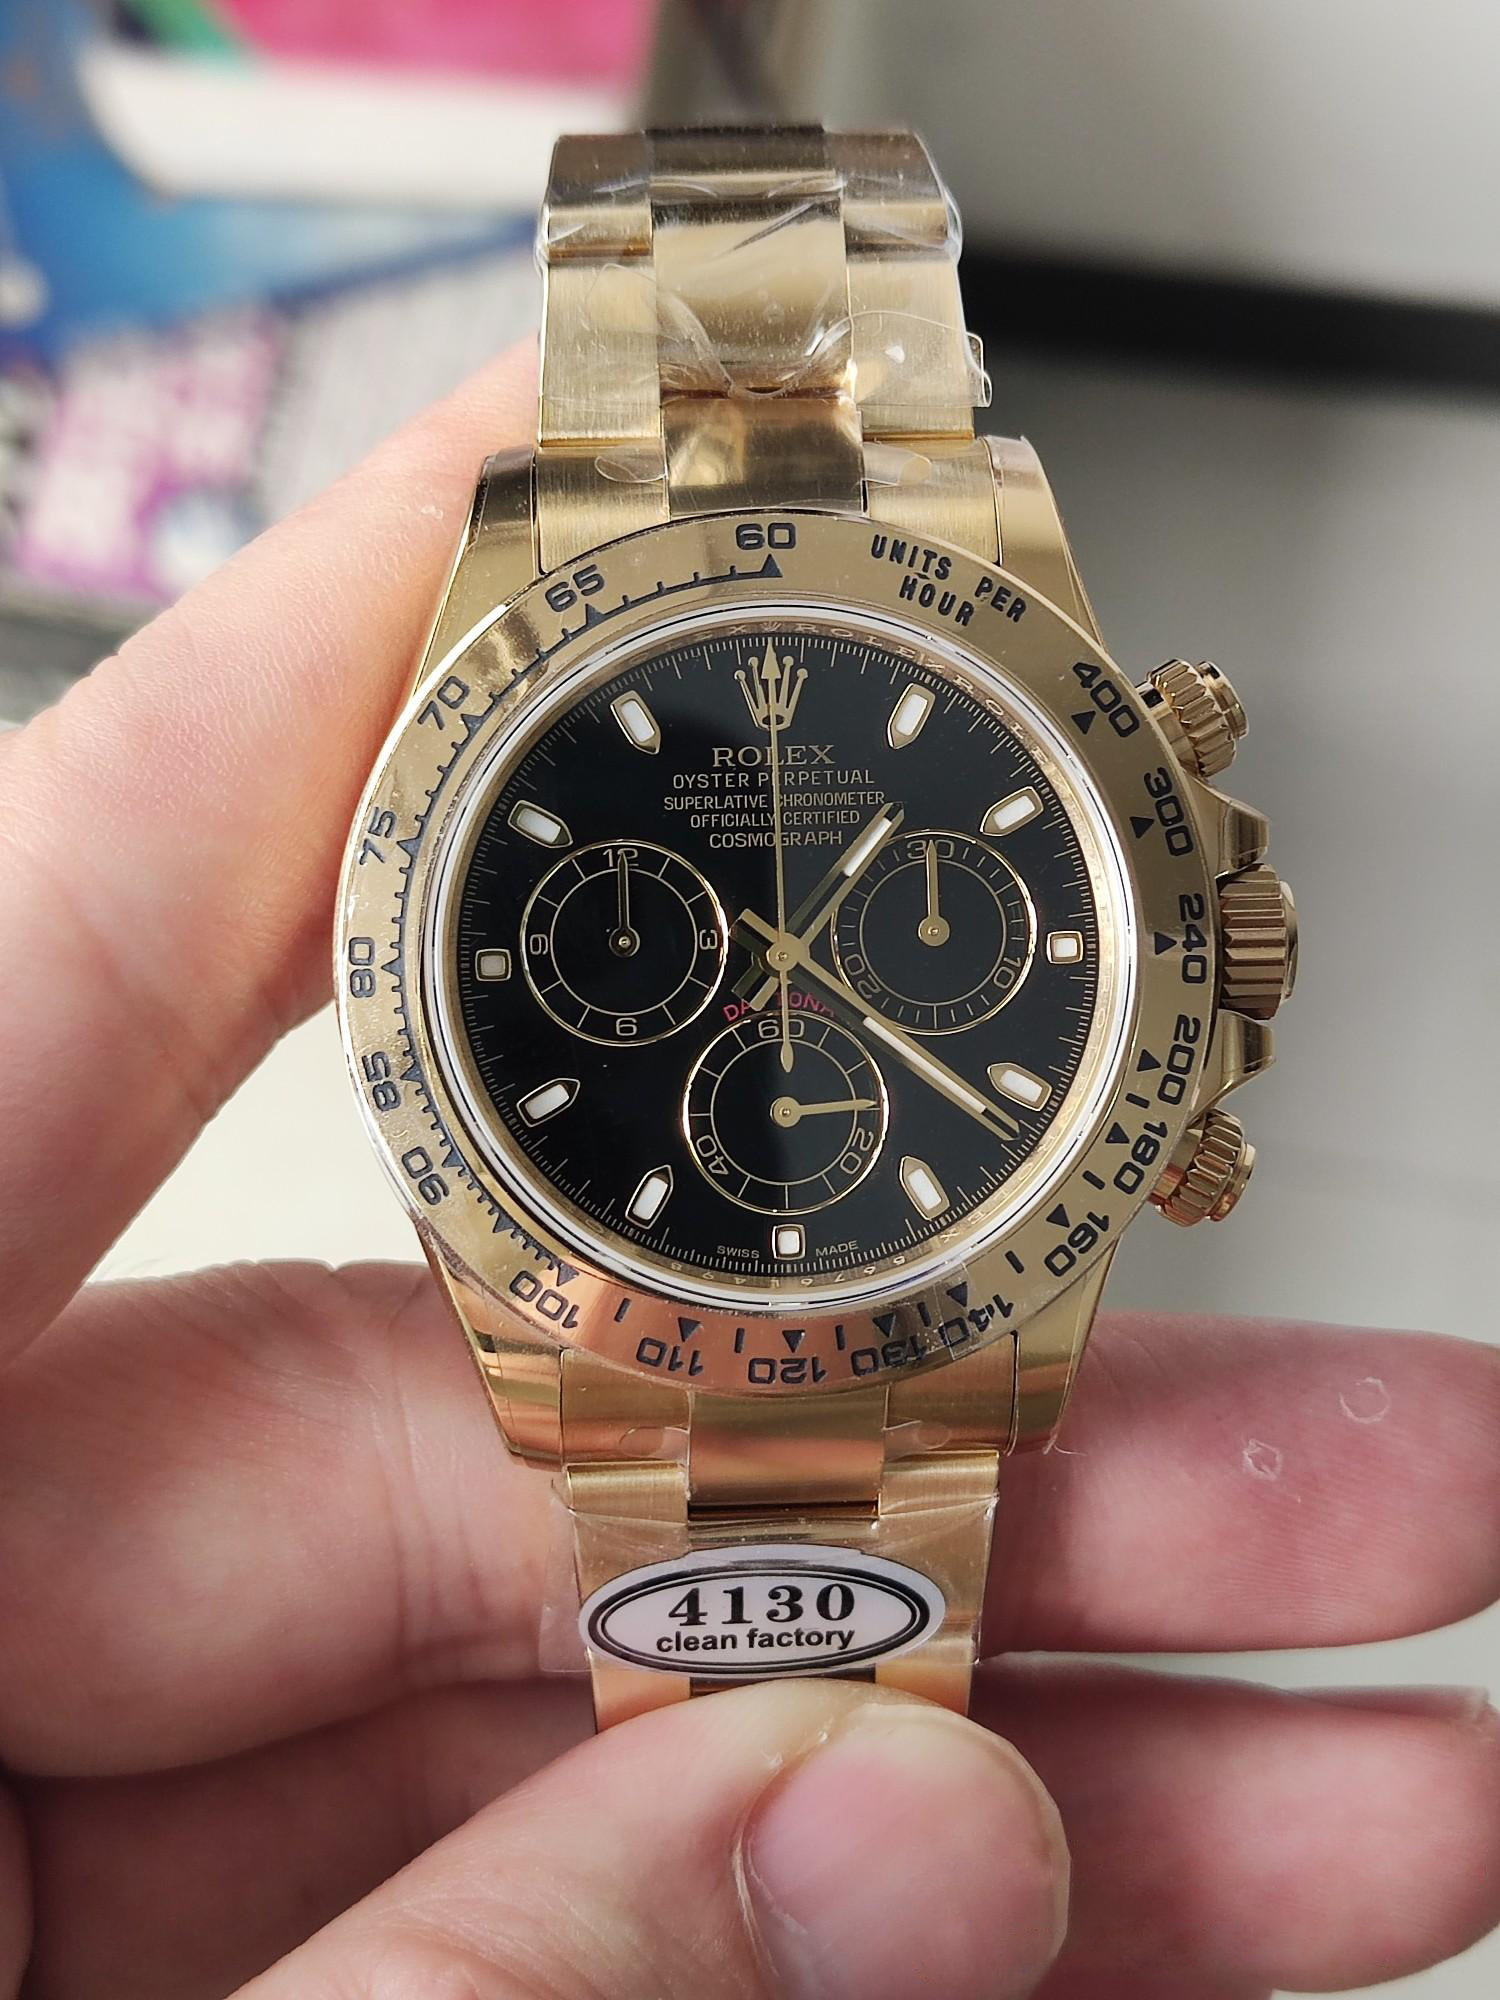 60
UNITS PER
HOUR
65
70
75
80
85
90
100
110
120
130
140
160
180
200
240
300
400
ROLEX
OYSTER PERPETUAL
SUPERLATIVE CHRONOMETER
OFFICIALLY CERTIFIED
COSMOGRAPH
12
3
6
9
30
10
20
DAYTONA
60
20
40
SWISS MADE
4130
clean factory